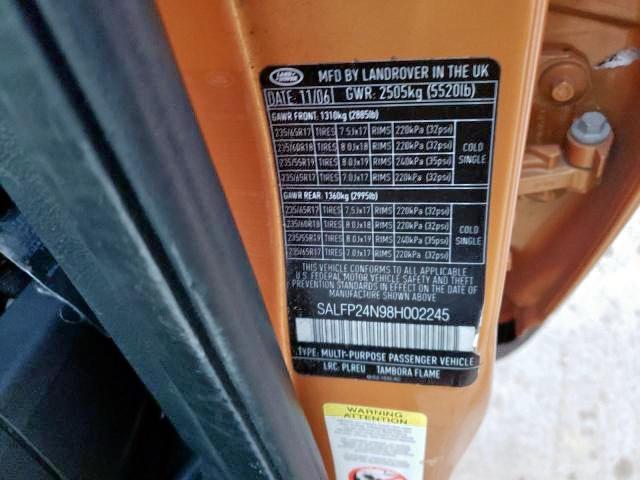 LAND ROVER
MFD BY LANDROVER IN THE UK
DATE: 11/06 GWR: 2505kg (5520lb)
GAWR FRONT: 1310kg (2885lb)
235/65R17 TIRES 7.5Jx17 RIMS 220kPa (32psi)
235/60R18 TIRES 8.0Jx18 RIMS 220kPa (32psi)
235/55R19 TIRES 8.0Jx19 RIMS 240kPa (35psi)
235/65R17 TIRES 7.0Jx17 RIMS 220kPa (32psi)
COLD
SINGLE
GAWR REAR: 1360kg (2995lb)
235/65R17 TIRES 7.5Jx17 RIMS 220kPa (32psi)
235/60R18 TIRES 8.0Jx18 RIMS 220kPa (32psi)
235/55R19 TIRES 8.0Jx19 RIMS 240kPa (35psi)
235/65R17 TIRES 7.0Jx17 RIMS 220kPa (32psi)
COLD
SINGLE
THIS VEHICLE CONFORMS TO ALL APPLICABLE
U.S. FEDERAL MOTOR VEHICLE SAFETY AND THEFT
PREVENTION STANDARDS IN EFFECT ON THE DATE
OF MANUFACTURE SHOWN ABOVE
SALFP24N98H002245
TYPE: MULTI-PURPOSE PASSENGER VEHICLE
LRC: PLREU TAMBORA FLAME
WARNING
ATTENTION